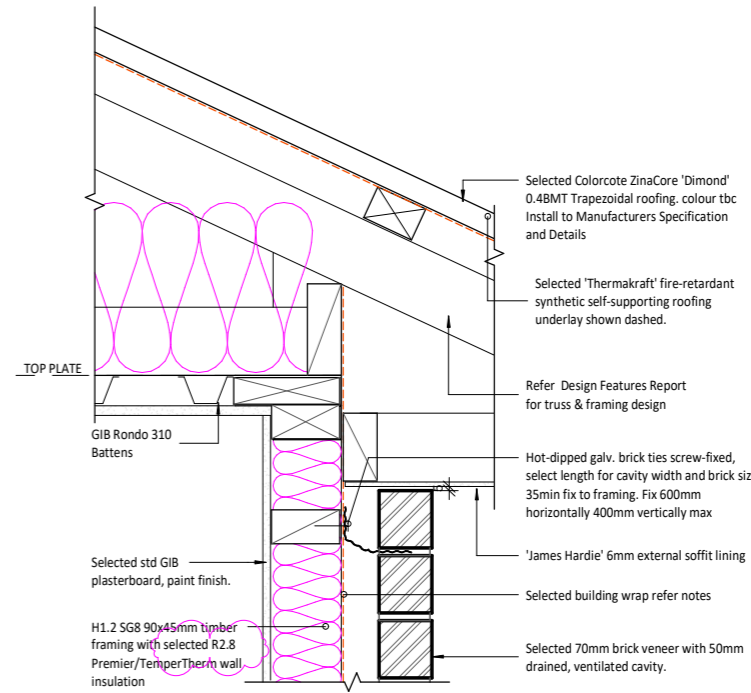 Selected Colorcote ZinaCore 'Dimond'
0.4BMT Trapezoidal roofing. colour tbc
Install to Manufacturers Specification
and Details
Selected 'Thermakraft' fire-retardant
synthetic self-supporting roofing
underlay shown dashed.
TOP PLATE
Refer Design Features Report
for truss & framing design
GIB Rondo 310
Battens
Hot-dipped galv. brick ties screw-fixed,
select length for cavity width and brick siz
35min fix to framing. Fix 600mm
horizontally 400mm vertically max
5
'James Hardie' 6mm external soffit lining
Selected std GIB
plasterboard, paint finish.
Selected building wrap refer notes
H1.2 SG8 90x45mm timber
framing with selected R2.8
Premier/TemperTherm wall
insulation
Selected 70mm brick veneer with 50mm
drained, ventilated cavity.